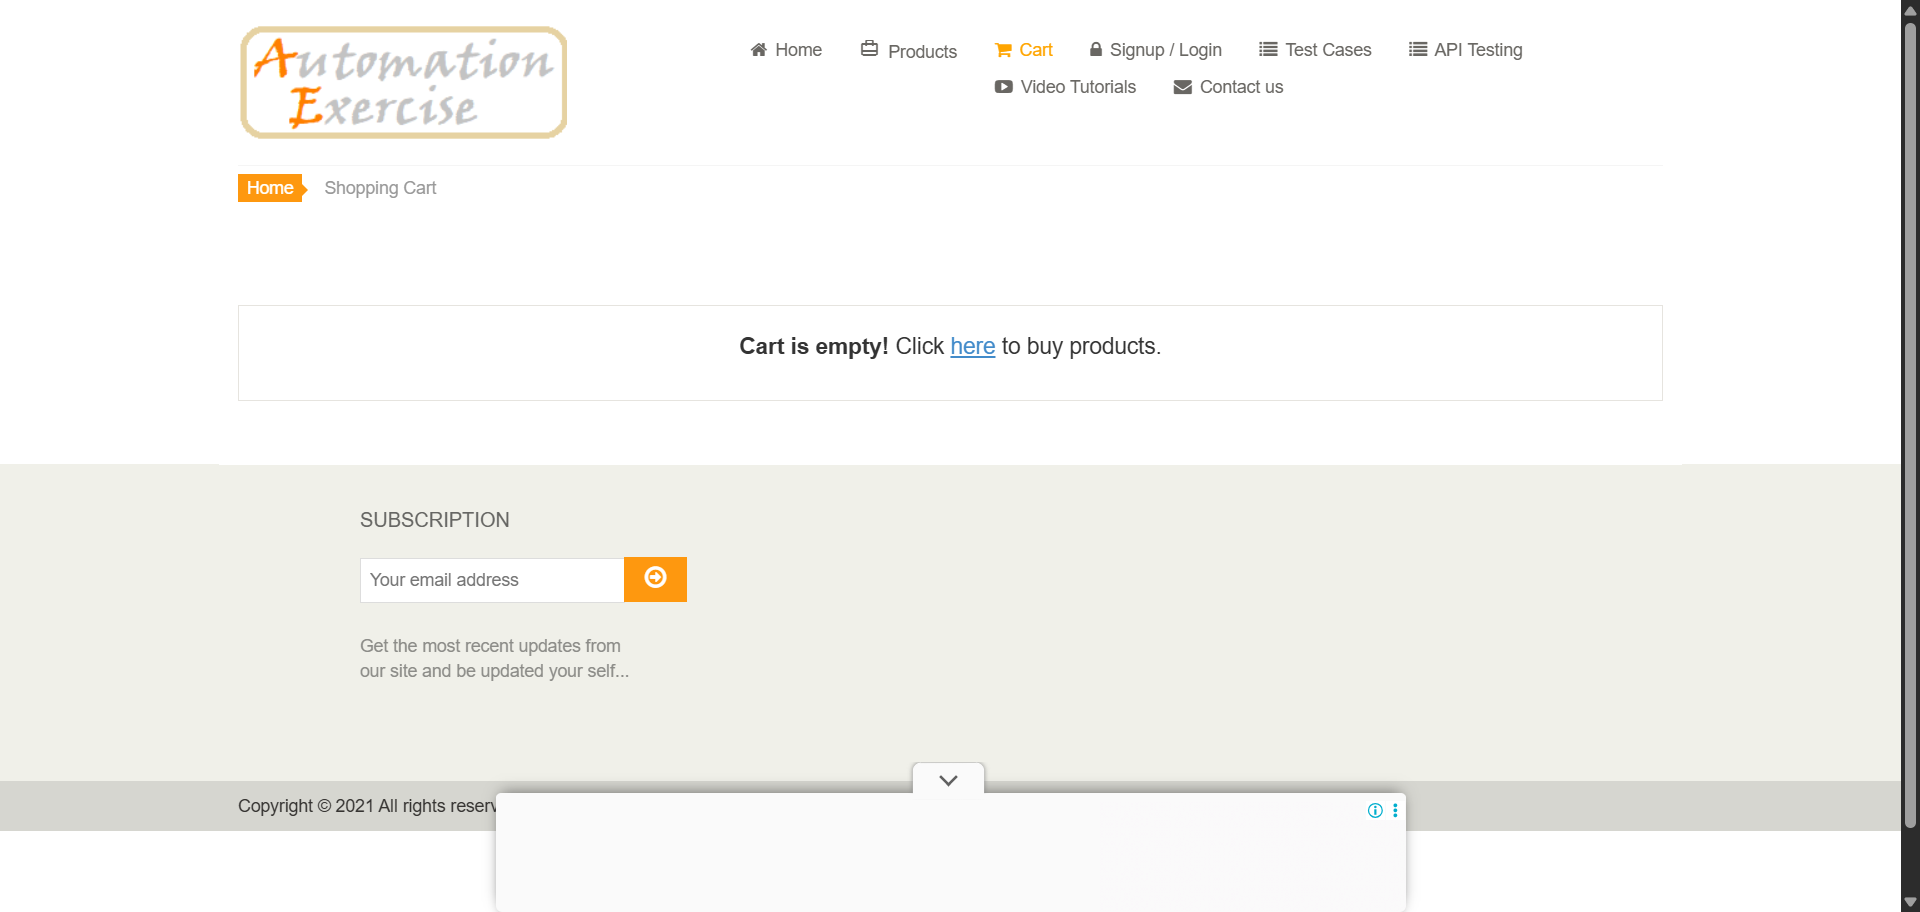 Automation
Exercise
Home
Products
Cart
Signup / Login
Test Cases
API Testing
Video Tutorials
Contact us
Home
Shopping Cart
Cart is empty! Click here to buy products.
SUBSCRIPTION
Your email address
Get the most recent updates from
our site and be updated your self...
Copyright © 2021 All rights